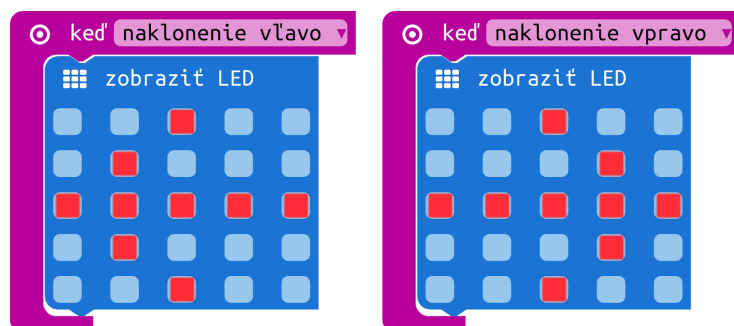 keď naklonenie vľavo
zobraziť LED
keď naklonenie vpravo
zobraziť LED